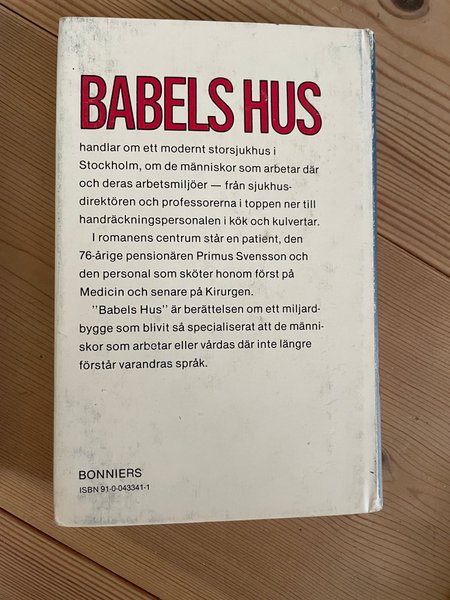 BABELS HUS
handlar om ett modernt storsjukhus i
Stockholm, om de människor som arbetar där
och deras arbetsmiljöer — från sjukhus-
direktören och professorerna i toppen ner till
handräckningspersonalen i kök och kulvertar.
I romanens centrum står en patient, den
76-årige pensionären Primus Svensson och
den personal som sköter honom först på
Medicin och senare på Kirurgen.
"Babels Hus" är berättelsen om ett miljard-
bygge som blivit så specialiserat att de männi-
skor som arbetar eller vårdas där inte längre
förstår varandras språk.
BONNIERS
ISBN 91-0-043341-1